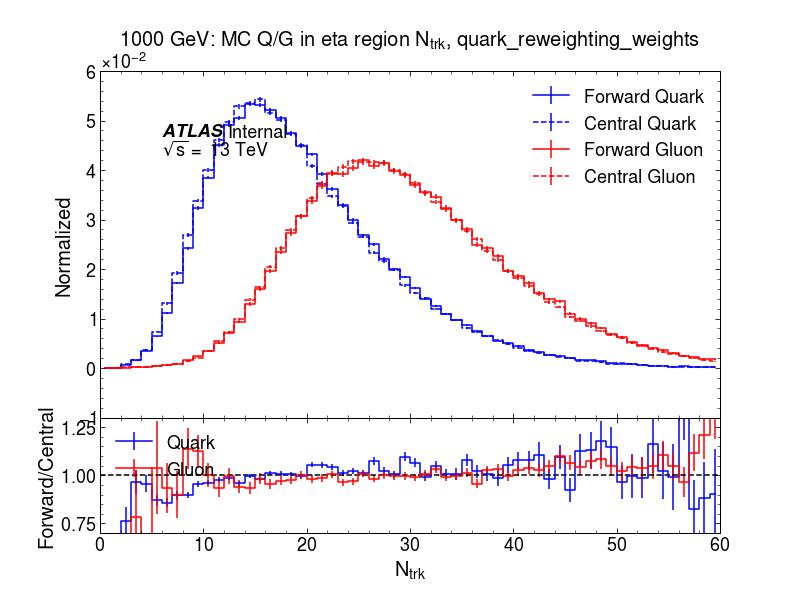 1000 GeV: MC Q/G in eta region N_trk, quark_reweighting_weights
×10⁻²
6
5
4
3
2
1
0
−1
Normalized
ATLAS Internal
√s = 13 TeV
Forward Quark
Central Quark
Forward Gluon
Central Gluon
1.25
1.00
0.75
Forward/Central
Quark
Gluon
0 10 20 30 40 50 60
N_trk